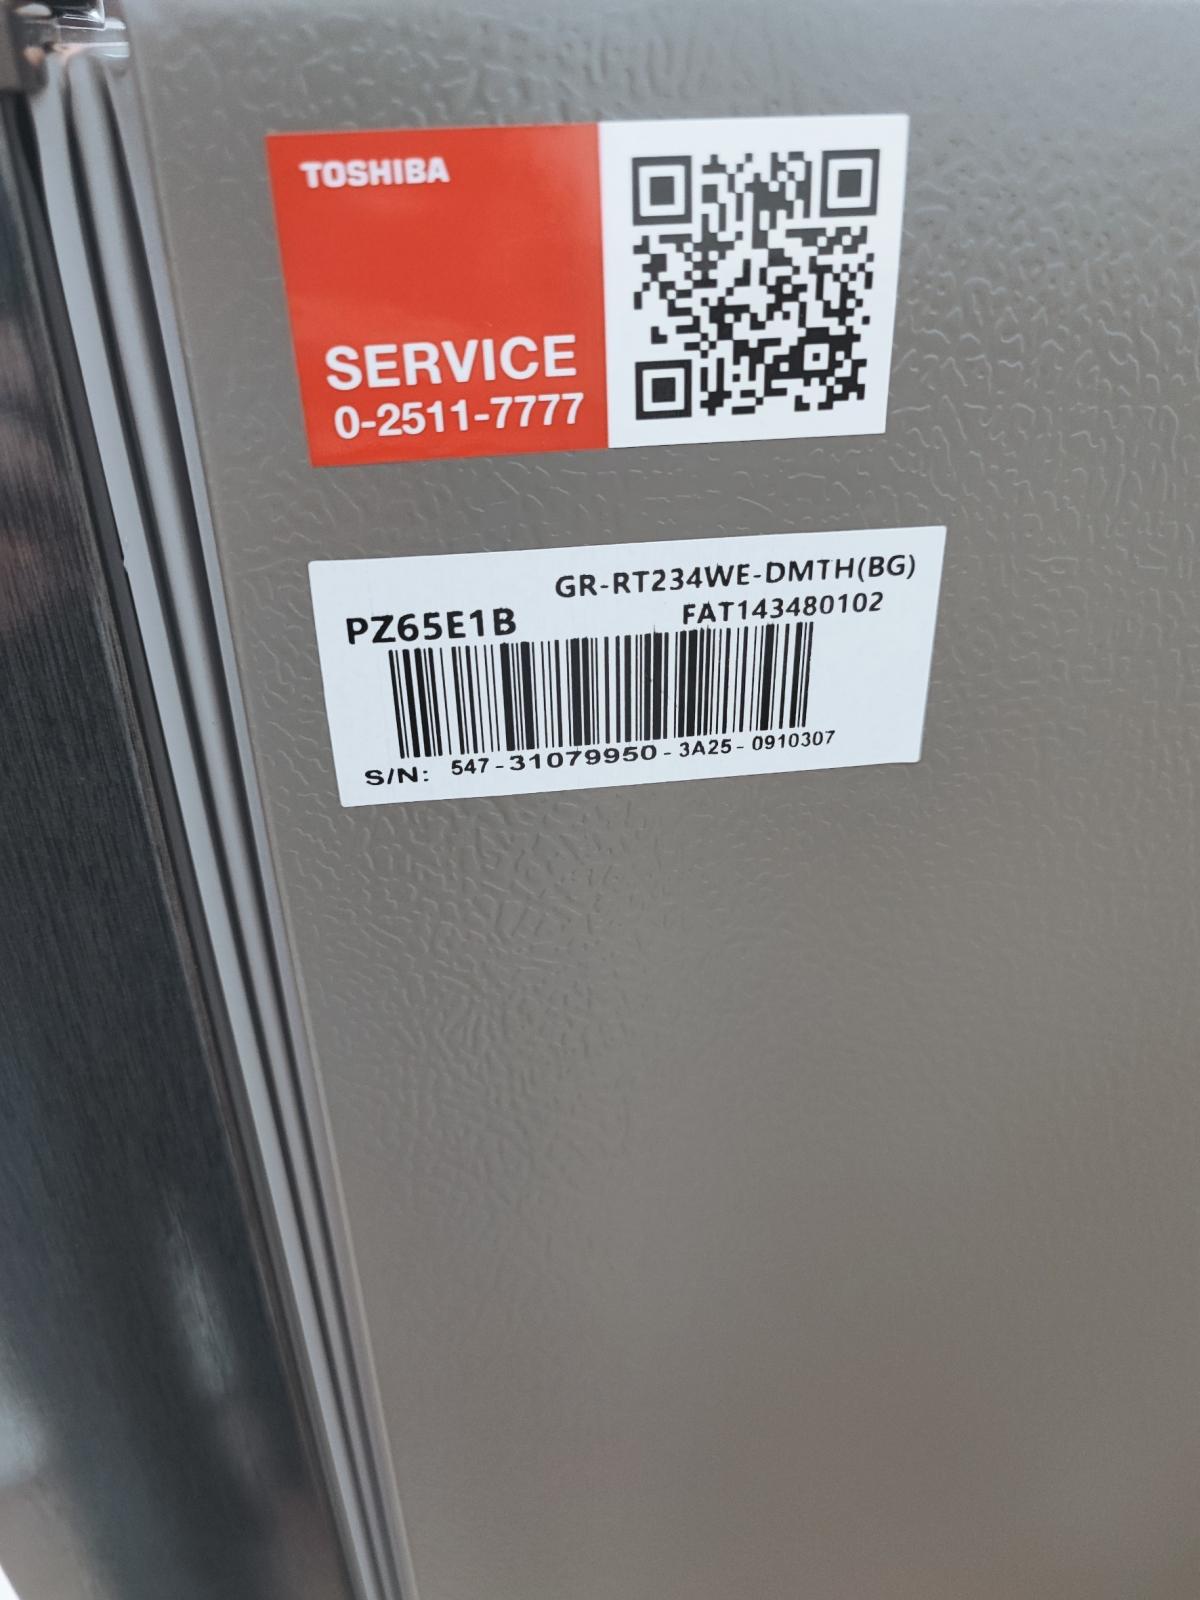 TOSHIBA
SERVICE
0-2511-7777
GR-RT234WE-DMTH(BG)
PZ65E1B
FAT143480102
S/N: 547-31079950-3A25-0910307